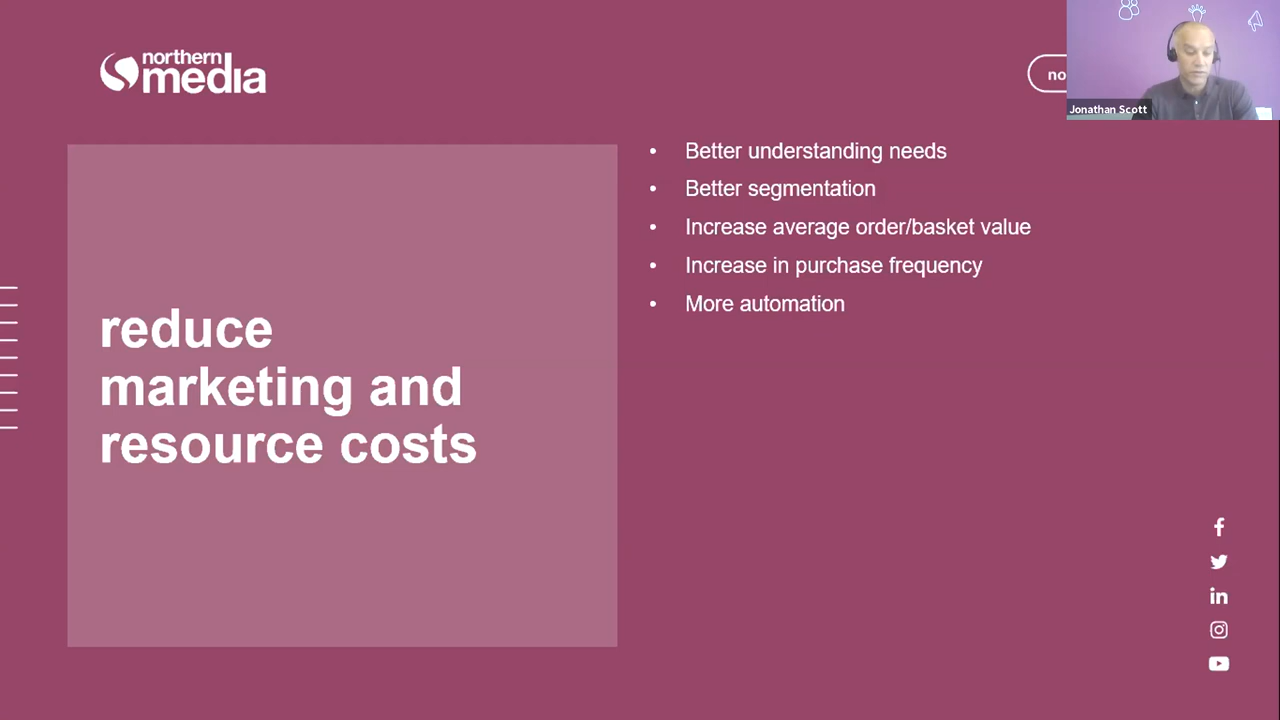 northern
media
no
Jonathan Scott
reduce
marketing and
resource costs
• Better understanding needs
• Better segmentation
• Increase average order/basket value
• Increase in purchase frequency
• More automation